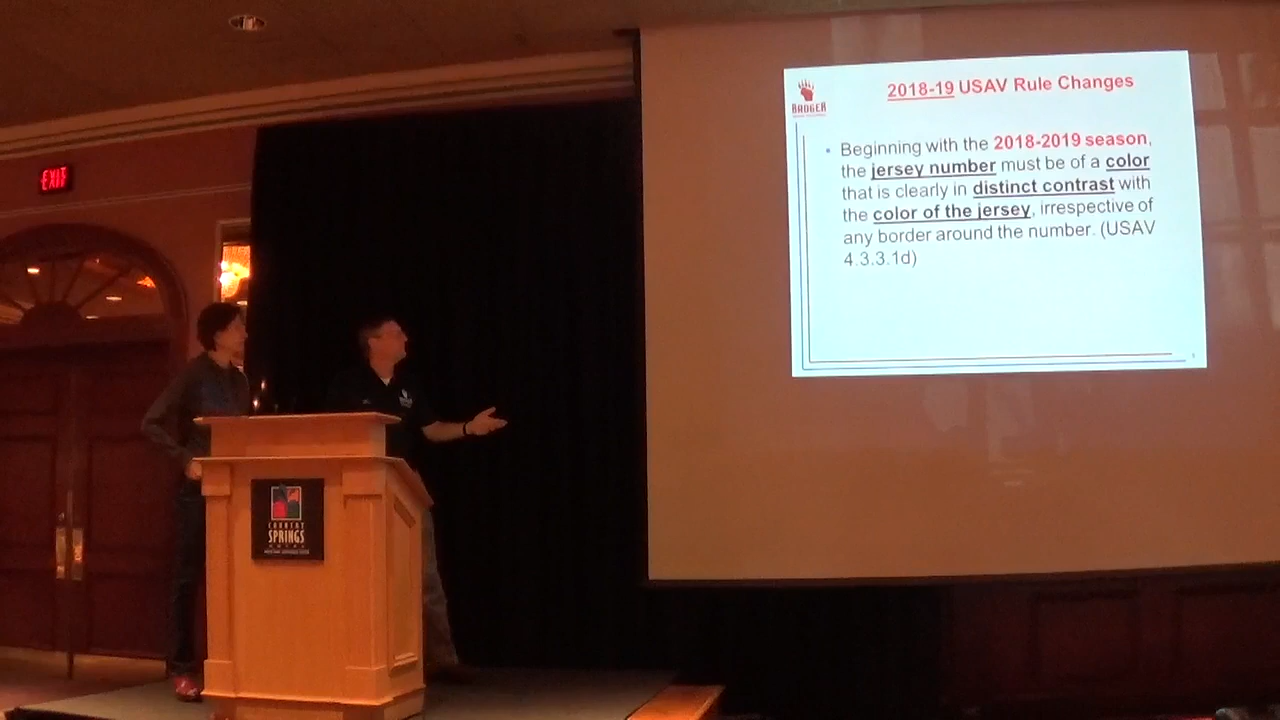 EXIT
BADGER
2018-19 USAV Rule Changes
Beginning with the 2018-2019 season,
the jersey number must be of a color
that is clearly in distinct contrast with
the color of the jersey, irrespective of
any border around the number. (USAV
4.3.3.1d)
COUNTRY
SPRINGS